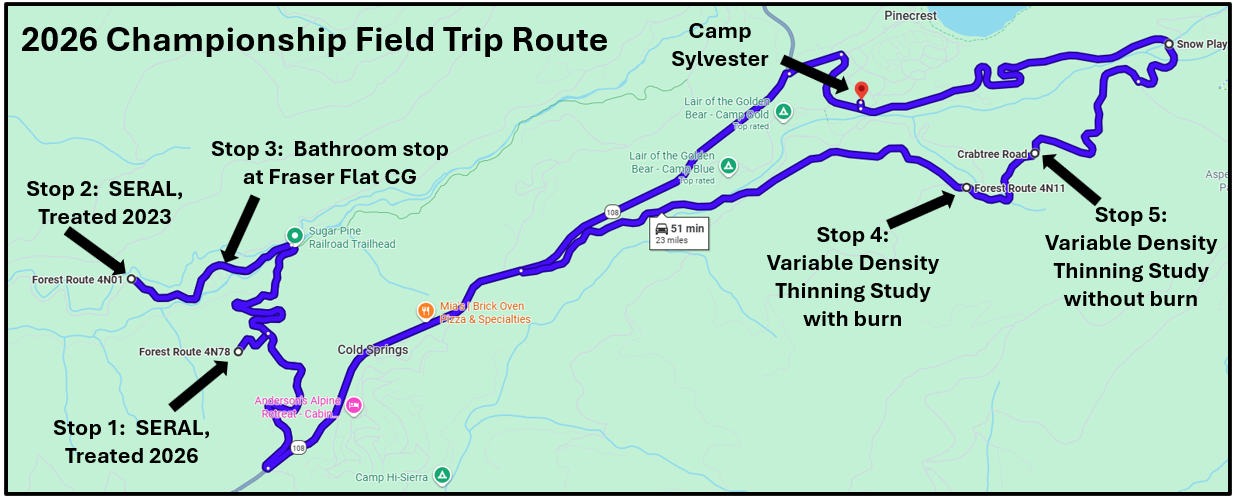 2026 Championship Field Trip Route
Camp
Sylvester
Pinecrest
Snow Play
Lair of the Golden
Bear - Camp Gold
Top rated
Stop 3: Bathroom stop
at Fraser Flat CG
Lair of the Golden
Bear - Camp Blue
Top rated
Crabtree Road
Stop 2: SERAL,
Treated 2023
Forest Route 4N11
108
Sugar Pine
Railroad Trailhead
51 min
23 miles
Stop 4:
Variable Density
Thinning Study
with burn
Stop 5:
Variable Density
Thinning Study
without burn
Forest Route 4N01
Pizza & Specialties
Forest Route 4N78
Cold Springs
Anderson's Alpine
Retreat - Cabin...
Stop 1: SERAL,
Treated 2026
108
Camp Hi-Sierra